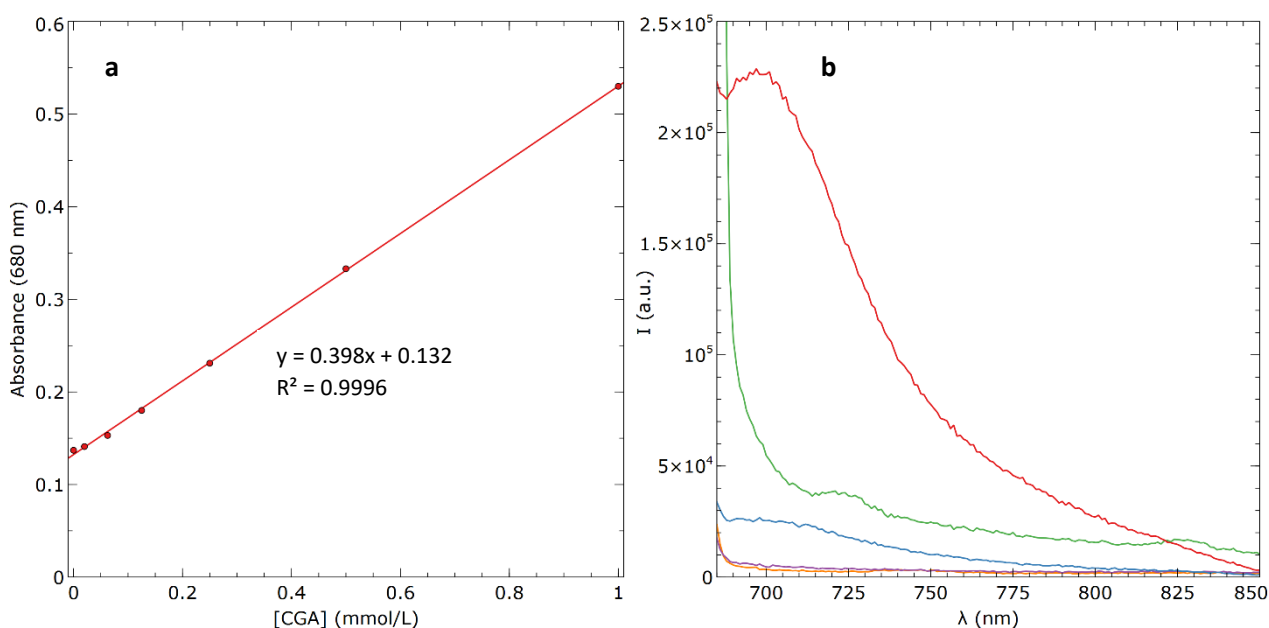 a
0.6
0.5
0.4
0.3
0.2
0.1
0
Absorbance (680 nm)
y = 0.398x + 0.132
R² = 0.9996
0 0.2 0.4 0.6 0.8 1
[CGA] (mmol/L)
b
2.5×10⁵
2×10⁵
1.5×10⁵
10⁵
5×10⁴
0
I (a.u.)
700 725 750 775 800 825 850
λ (nm)